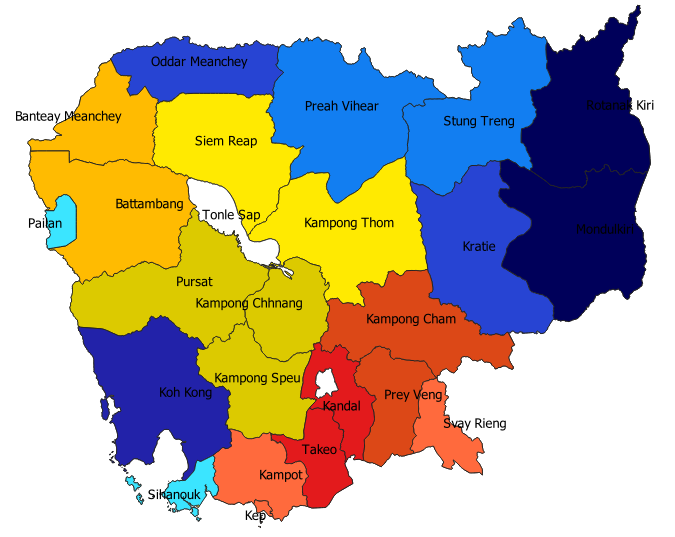 Oddar Meanchey
Preah Vihear
Rotanak Kiri
Banteay Meanchey
Stung Treng
Siem Reap
Battambang
Tonle Sap
Pailan
Kampong Thom
Kratie
Pursat
Kampong Chhnang
Kampong Cham
Kampong Speu
Koh Kong
Prey Veng
Kandal
Svay Rieng
Takeo
Kampot
Sihanouk
Kep